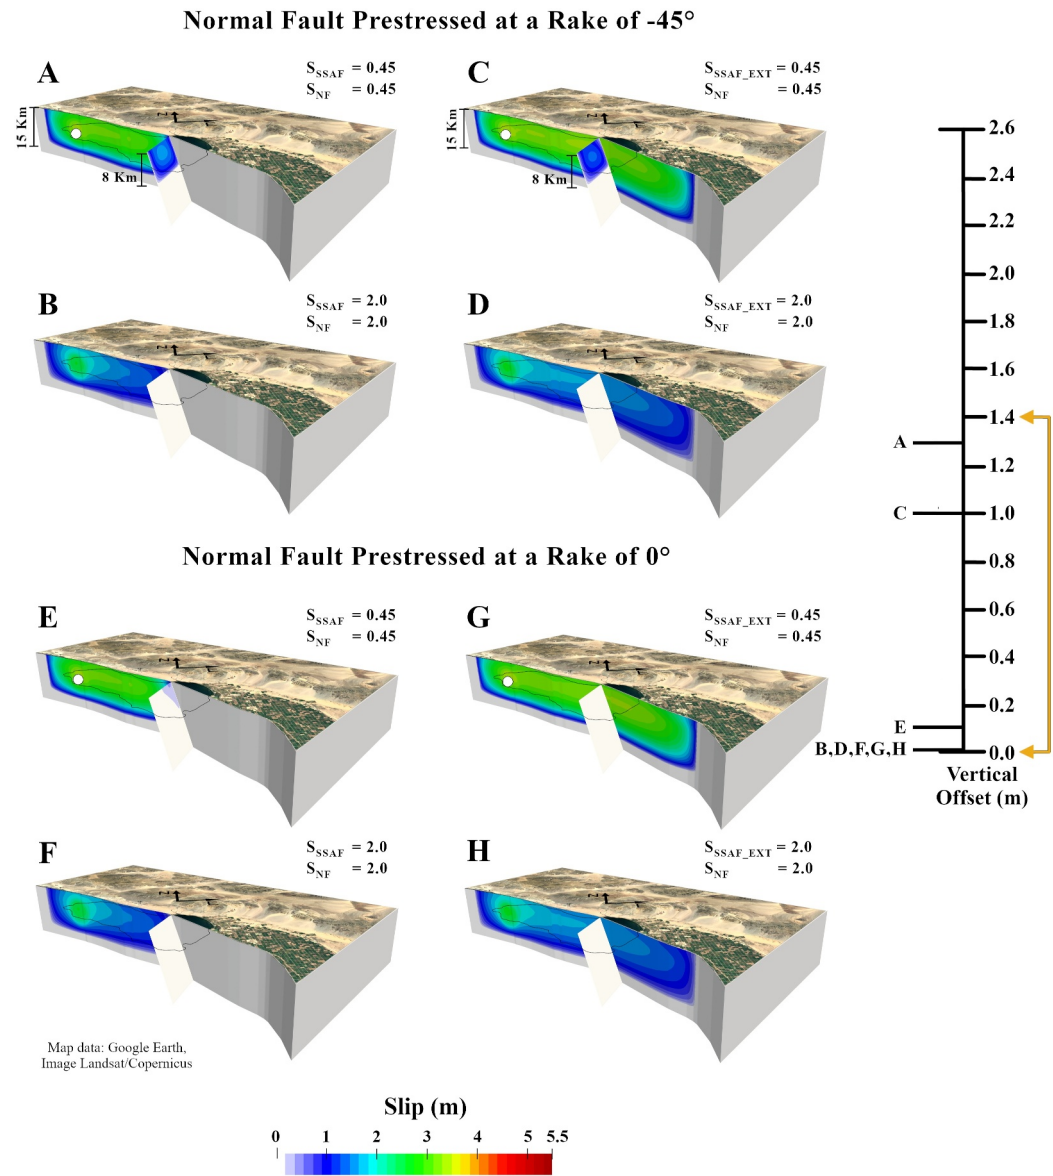 Normal Fault Prestressed at a Rake of -45°
A
S_SSAF = 0.45
S_NF = 0.45
15 Km
8 Km
N
C
S_SSAF_EXT = 0.45
S_NF = 0.45
15 Km
8 Km
N
B
S_SSAF = 2.0
S_NF = 2.0
N
D
S_SSAF_EXT = 2.0
S_NF = 2.0
N
Normal Fault Prestressed at a Rake of 0°
E
S_SSAF = 0.45
S_NF = 0.45
N
G
S_SSAF_EXT = 0.45
S_NF = 0.45
N
F
S_SSAF = 2.0
S_NF = 2.0
N
H
S_SSAF_EXT = 2.0
S_NF = 2.0
N
Map data: Google Earth,
Image Landsat/Copernicus
2.6
2.4
2.2
2.0
1.8
1.6
1.4
A
1.2
C
1.0
0.8
0.6
0.4
0.2
E
B,D,F,G,H
0.0
Vertical
Offset (m)
Slip (m)
0 1 2 3 4 5 5.5